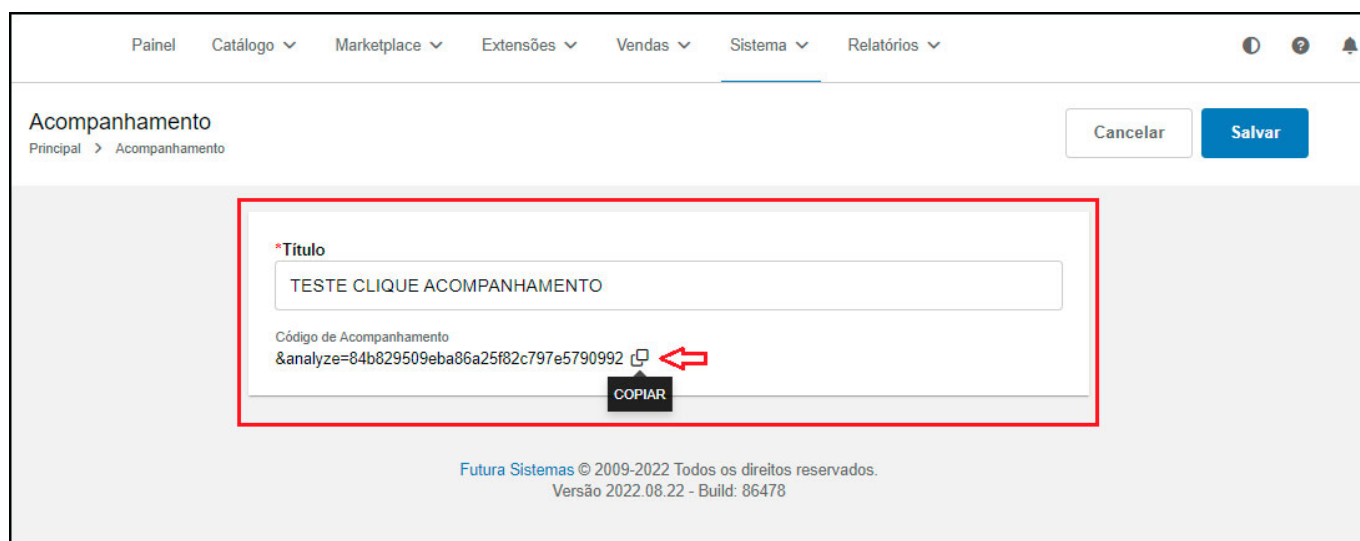 Painel Catálogo Marketplace Extensões Vendas Sistema Relatórios
Acompanhamento
Cancelar Salvar
Principal > Acompanhamento
*Título
TESTE CLIQUE ACOMPANHAMENTO
Código de Acompanhamento
&analyze=84b829509eba86a25f82c797e5790992
COPIAR
Futura Sistemas © 2009-2022 Todos os direitos reservados.
Versão 2022.08.22 - Build: 86478